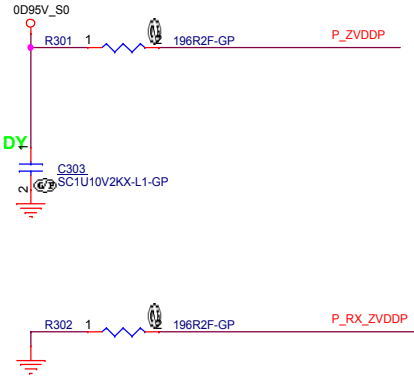 0D95V_S0
R301 1 2 196R2F-GP P_ZVDDP
DY
1
C303
2 SC1U10V2KX-L1-GP
R302 1 2 196R2F-GP P_RX_ZVDDP